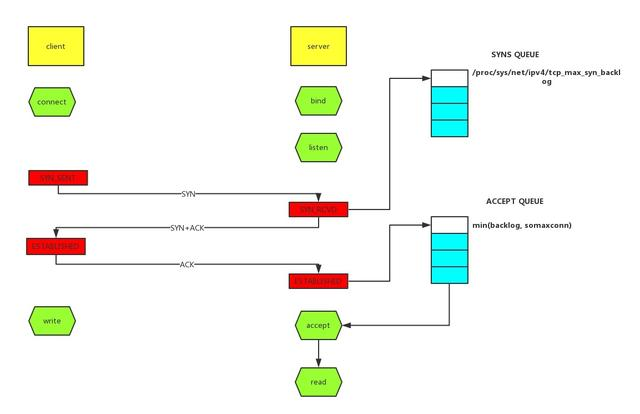 client
server
SYNS QUEUE
/proc/sys/net/ipv4/tcp_max_syn_backl
og
connect
bind
listen
SYN_SENT
SYN
SYN_RCVD
ACCEPT QUEUE
min(backlog, somaxconn)
SYN+ACK
ESTABLISHED
ACK
ESTABLISHED
write
accept
read